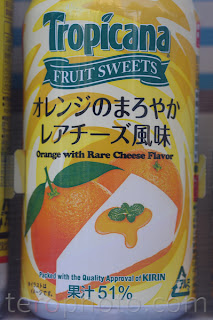 Tropicana
FRUIT SWEETS
オレンジのまろやか
レアチーズ風味
Orange with Rare Cheese Flavor
Packed with the Quality Approval of KIRIN
果汁51%